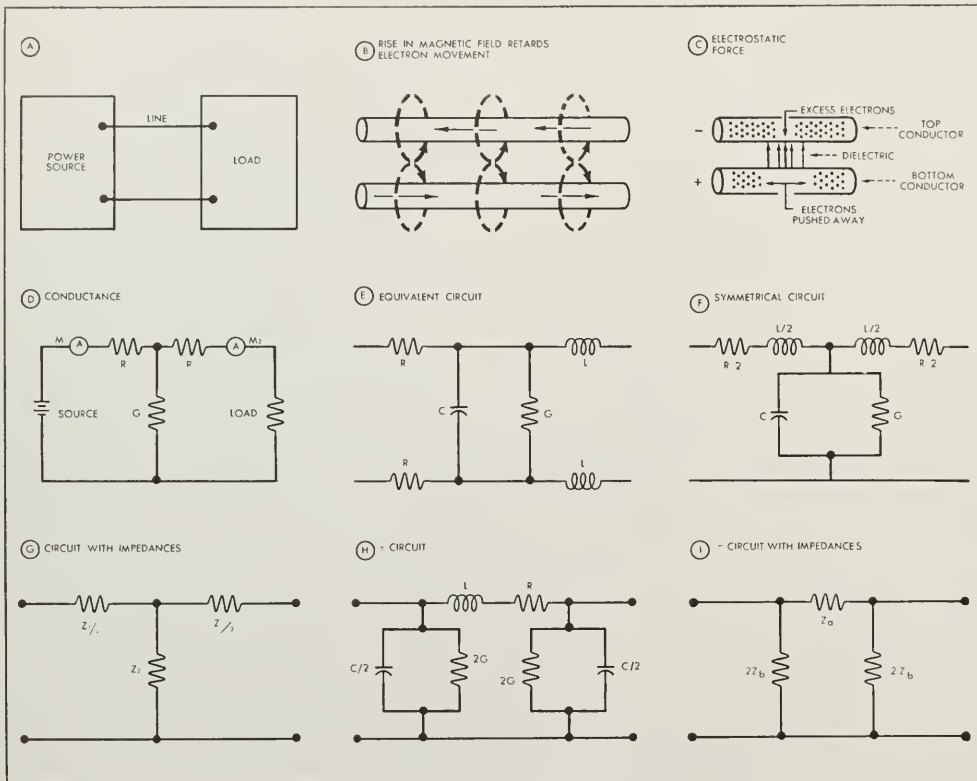 A
POWER SOURCE
LINE
LOAD
B RISE IN MAGNETIC FIELD RETARDS
ELECTRON MOVEMENT
C ELECTROSTATIC
FORCE
EXCESS ELECTRONS
-
TOP
CONDUCTOR
DIELECTRIC
+
BOTTOM
CONDUCTOR
ELECTRONS
PUSHED AWAY
D CONDUCTANCE
M A R R A M2
SOURCE G LOAD
E EQUIVALENT CIRCUIT
R L
C G
R L
F SYMMETRICAL CIRCUIT
L/2 L/2
R 2 R 2
C G
G CIRCUIT WITH IMPEDANCES
H CIRCUIT
L R
C/2 2G 2G C/2
I - CIRCUIT WITH IMPEDANCES
Za
2Zb 2Zb